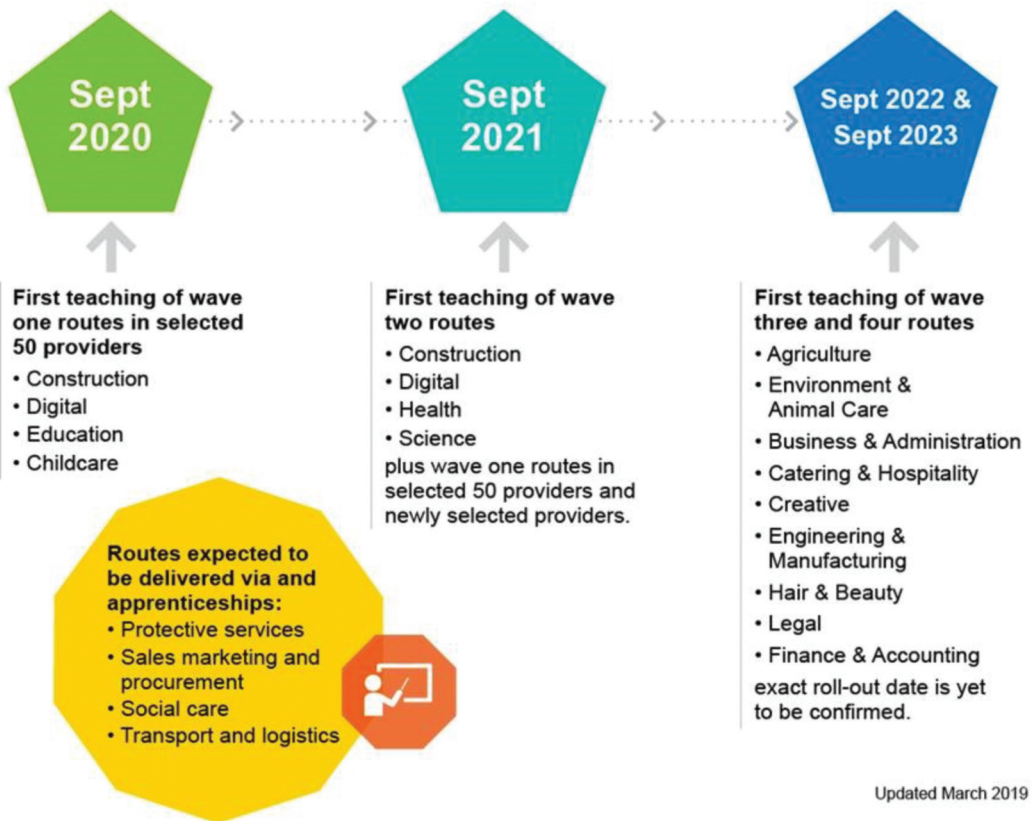 Sept
2020
Sept
2021
Sept 2022 &
Sept 2023
First teaching of wave
one routes in selected
50 providers
• Construction
• Digital
• Education
• Childcare
First teaching of wave
two routes
• Construction
• Digital
• Health
• Science
plus wave one routes in
selected 50 providers and
newly selected providers.
First teaching of wave
three and four routes
• Agriculture
• Environment &
Animal Care
• Business & Administration
• Catering & Hospitality
• Creative
• Engineering &
Manufacturing
• Hair & Beauty
• Legal
• Finance & Accounting
exact roll-out date is yet
to be confirmed.
Routes expected to
be delivered via and
apprenticeships:
• Protective services
• Sales marketing and
procurement
• Social care
• Transport and logistics
Updated March 2019